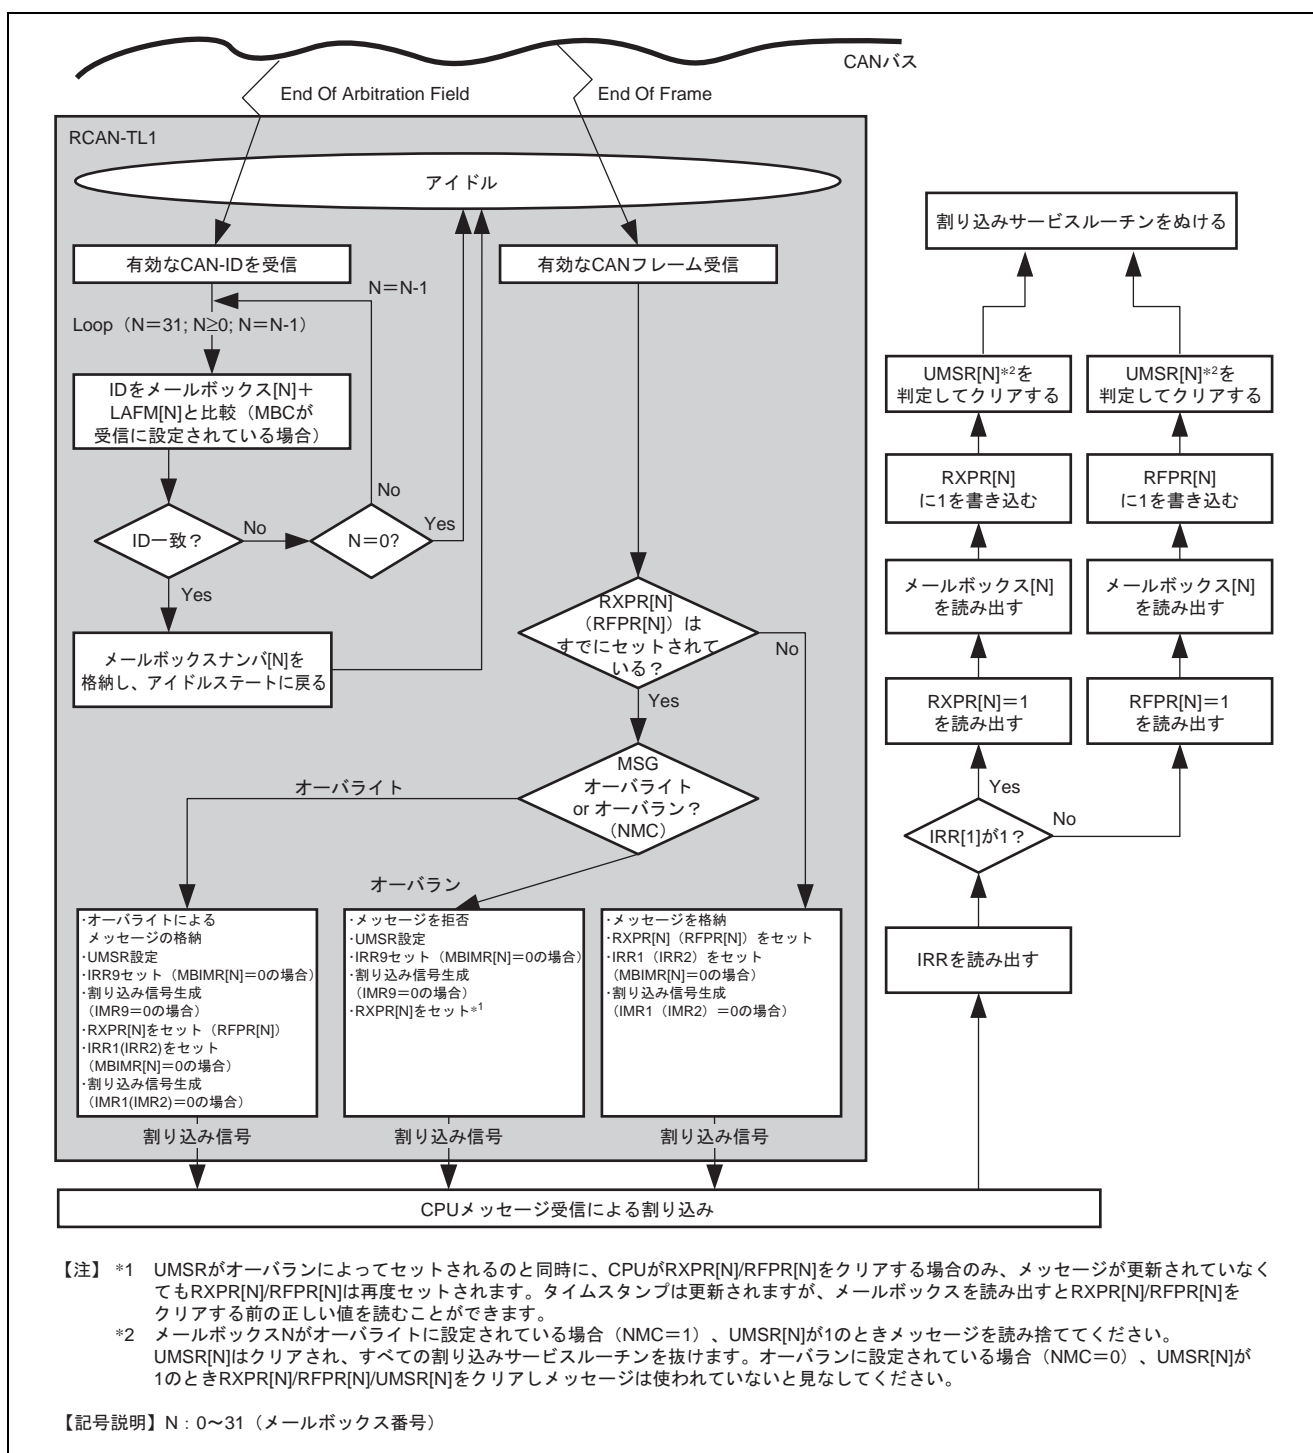 CANバス
End Of Arbitration Field
End Of Frame
RCAN-TL1
アイドル
有効なCAN-IDを受信
有効なCANフレーム受信
N＝N-1
Loop（N＝31; N≥0; N＝N-1）
IDをメールボックス[N]＋
LAFM[N]と比較（MBCが
受信に設定されている場合）
ID一致？
No
N＝0?
No
Yes
Yes
メールボックスナンバ[N]を
格納し、アイドルステートに戻る
RXPR[N]
（RFPR[N]）は
すでにセットされて
いる？
No
Yes
MSG
オーバライト
or オーバラン？
（NMC）
オーバライト
オーバラン
･オーバライトによる
メッセージの格納
･UMSR設定
･IRR9セット（MBIMR[N]＝0の場合）
･割り込み信号生成
（IMR9＝0の場合）
･RXPR[N]をセット（RFPR[N]）
･IRR1(IRR2)をセット
（MBIMR[N]＝0の場合）
･割り込み信号生成
（IMR1(IMR2)＝0の場合）
･メッセージを拒否
･UMSR設定
･IRR9セット（MBIMR[N]＝0の場合）
･割り込み信号生成
（IMR9＝0の場合）
･RXPR[N]をセット*1
･メッセージを格納
･RXPR[N]（RFPR[N]）をセット
･IRR1（IRR2）をセット
（MBIMR[N]＝0の場合）
･割り込み信号生成
（IMR1（IMR2）＝0の場合）
割り込み信号
割り込み信号
割り込み信号
CPUメッセージ受信による割り込み
割り込みサービスルーチンをぬける
UMSR[N]*2を
判定してクリアする
UMSR[N]*2を
判定してクリアする
RXPR[N]
に1を書き込む
RFPR[N]
に1を書き込む
メールボックス[N]
を読み出す
メールボックス[N]
を読み出す
RXPR[N]＝1
を読み出す
RFPR[N]＝1
を読み出す
Yes
IRR[1]が1？
No
IRRを読み出す
【注】 *1 UMSRがオーバランによってセットされるのと同時に、CPUがRXPR[N]/RFPR[N]をクリアする場合のみ、メッセージが更新されていなく
てもRXPR[N]/RFPR[N]は再度セットされます。タイムスタンプは更新されますが、メールボックスを読み出すとRXPR[N]/RFPR[N]を
クリアする前の正しい値を読むことができます。
*2 メールボックスNがオーバライトに設定されている場合（NMC＝1）、UMSR[N]が1のときメッセージを読み捨ててください。
UMSR[N]はクリアされ、すべての割り込みサービスルーチンを抜けます。オーバランに設定されている場合（NMC＝0）、UMSR[N]が
1のときRXPR[N]/RFPR[N]/UMSR[N]をクリアしメッセージは使われていないと見なしてください。
【記号説明】N：0～31（メールボックス番号）